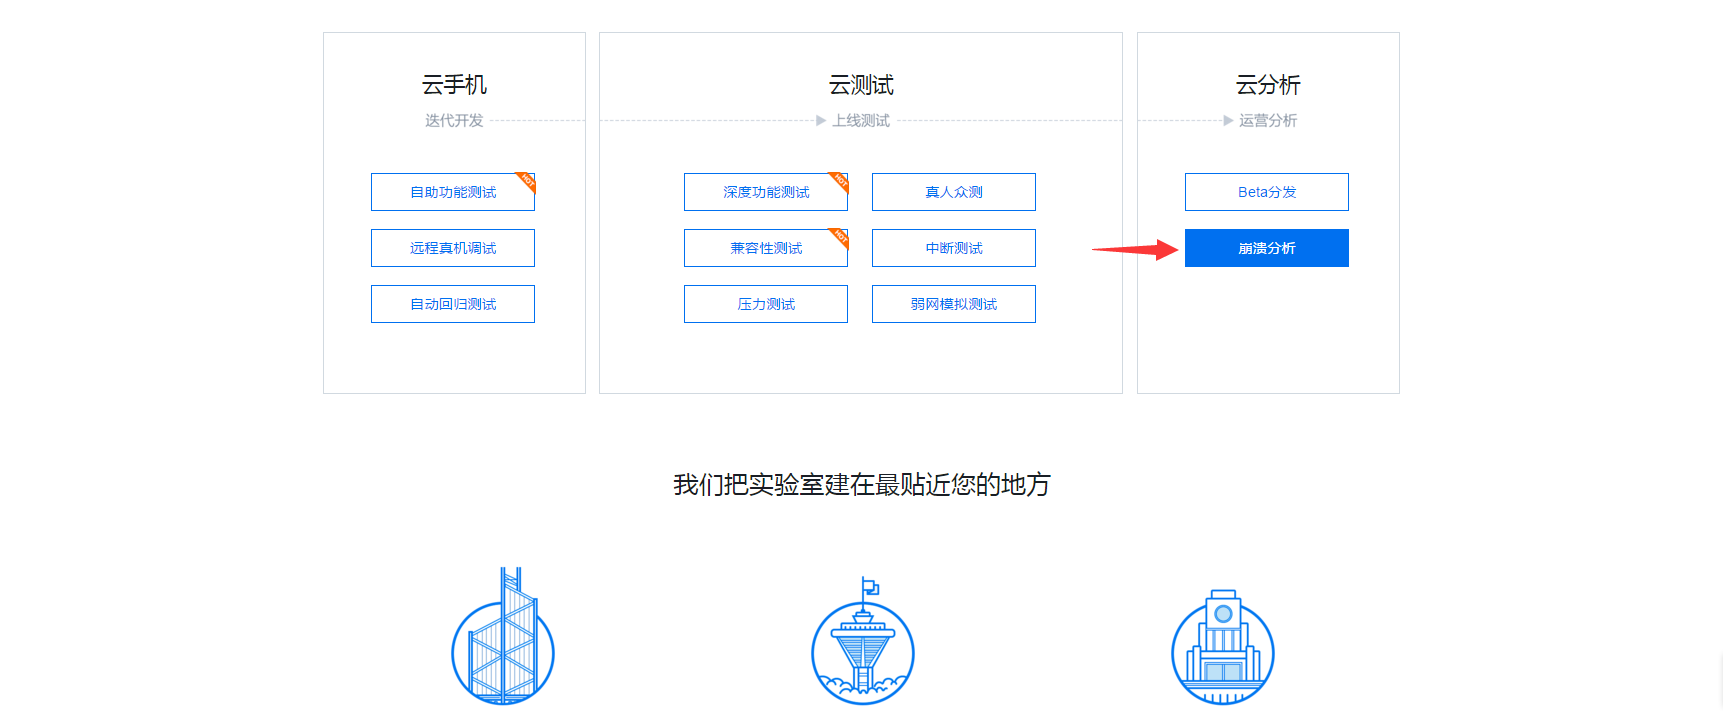 云手机
迭代开发
自助功能测试
HOT
远程真机调试
自动回归测试
云测试
上线测试
深度功能测试
HOT
真人众测
兼容性测试
HOT
中断测试
压力测试
弱网模拟测试
云分析
运营分析
Beta分发
崩溃分析
我们把实验室建在最贴近您的地方